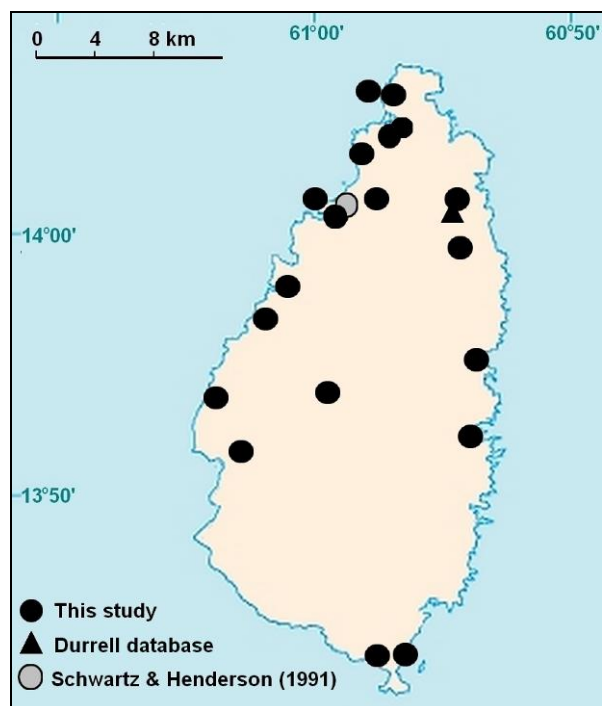 61°00' 60°50'
0 4 8 km
14°00'
13°50'
This study
Durrell database
Schwartz & Henderson (1991)